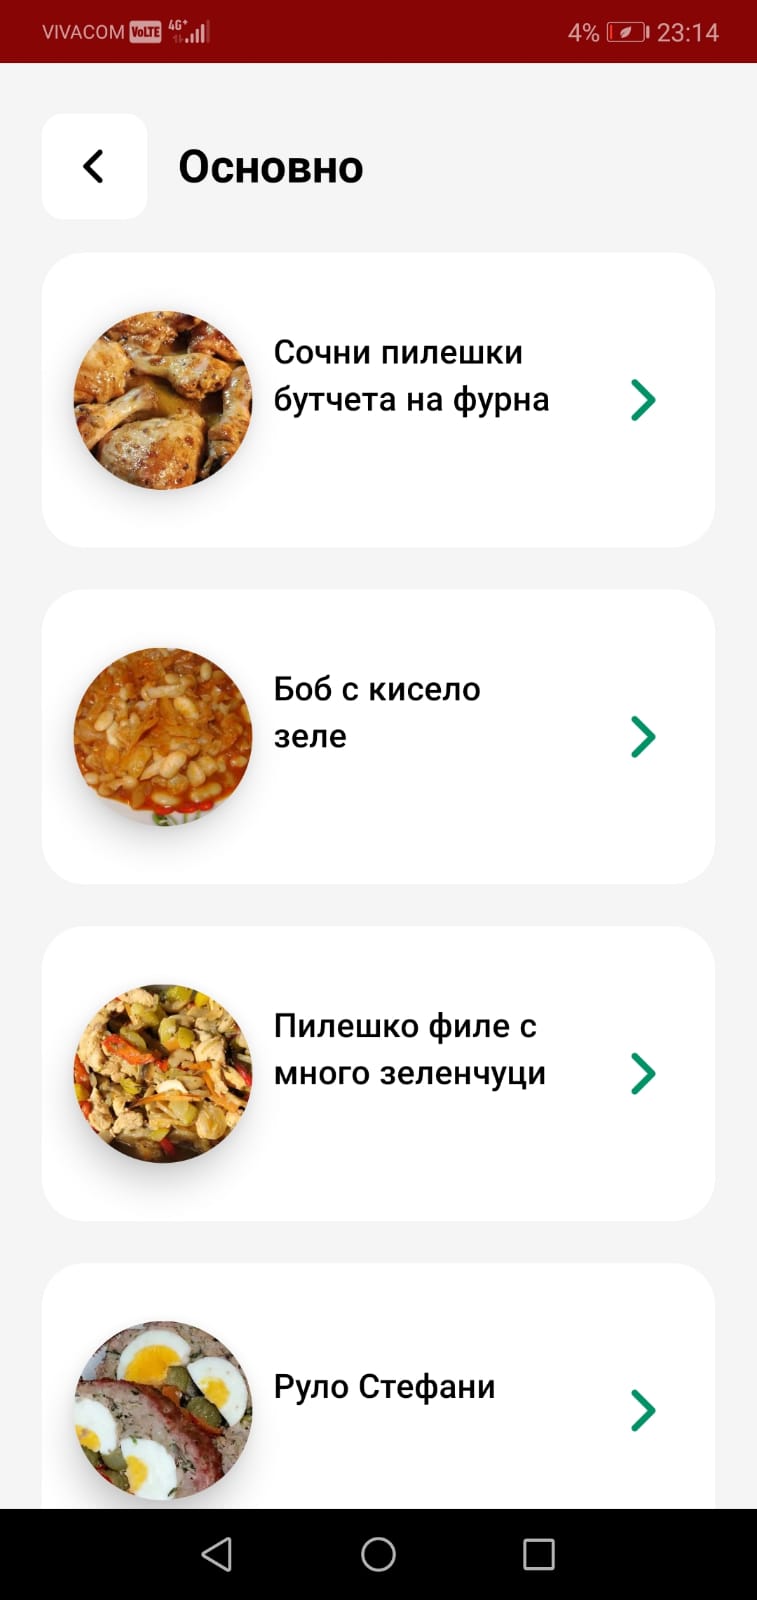 VIVACOM VoLTE 4G+ 4% 23:14
Основно
Сочни пилешки
бутчета на фурна
Боб с кисело
зеле
Пилешко филе с
много зеленчуци
Руло Стефани